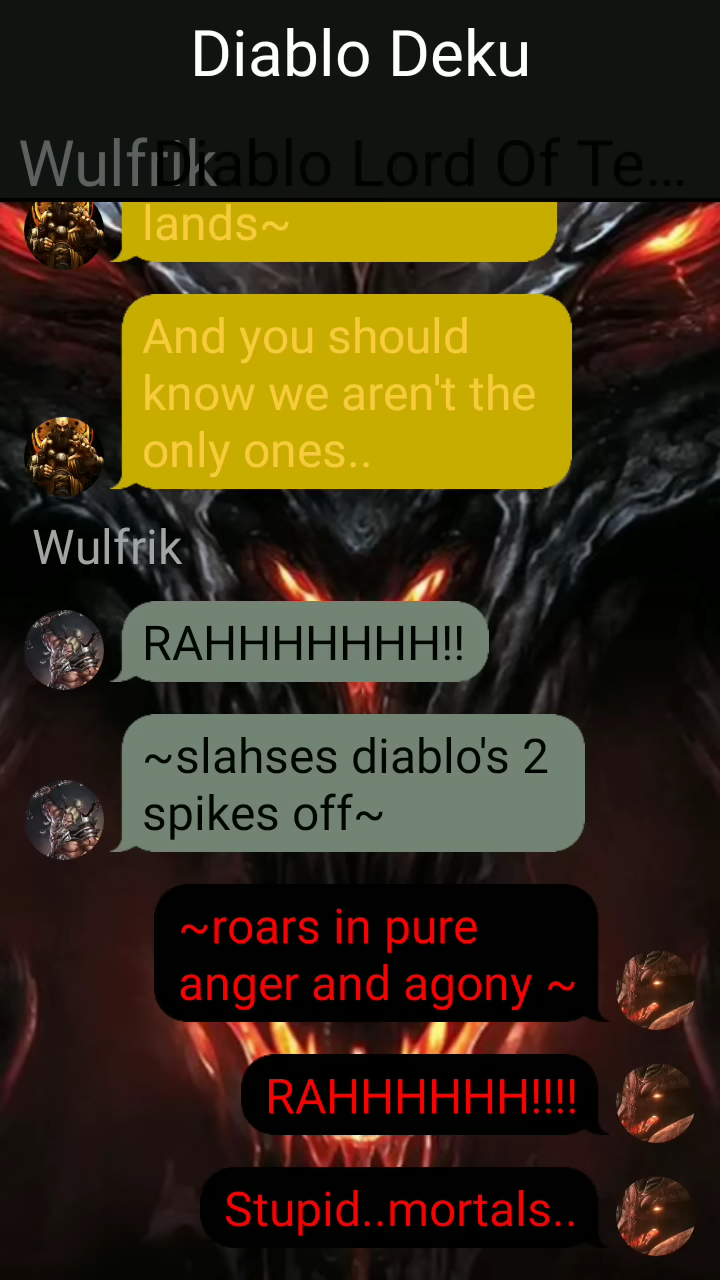 Diablo Deku
Wulfrik
Diablo Lord Of Te...
lands~
And you should
know we aren't the
only ones..
Wulfrik
RAHHHHHHH!!
~slahses diablo's 2
spikes off~
~roars in pure
anger and agony ~
RAHHHHHH!!!!
Stupid..mortals..